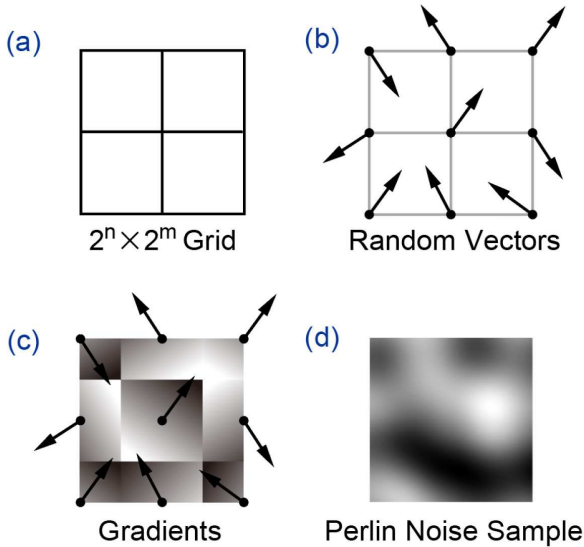 (a)
2ⁿ×2ᵐ Grid
(b)
Random Vectors
(c)
Gradients
(d)
Perlin Noise Sample